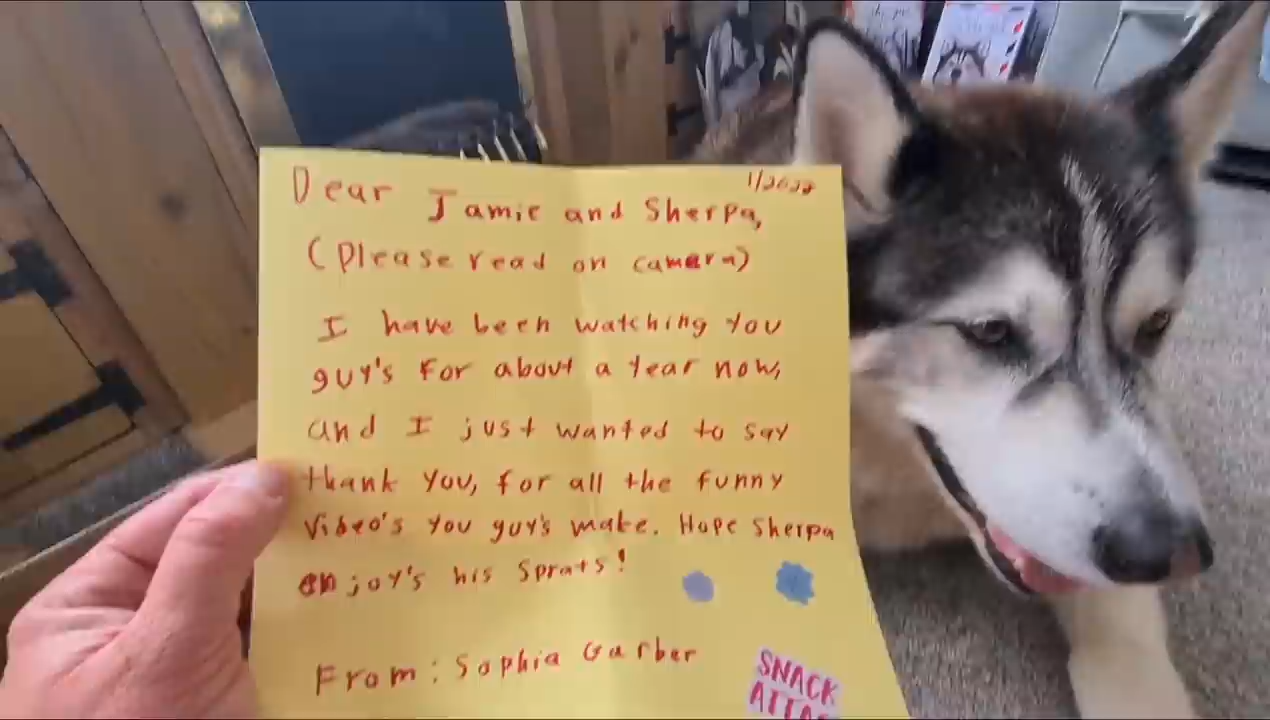 1/2022
Dear Jamie and Sherpa,
(Please read on camera)
I have been watching you
guy's for about a year now,
and I just wanted to say
thank you, for all the funny
video's you guy's make. Hope Sherpa
enjoy's his Sprats!
From: Sophia Garber
SNACK